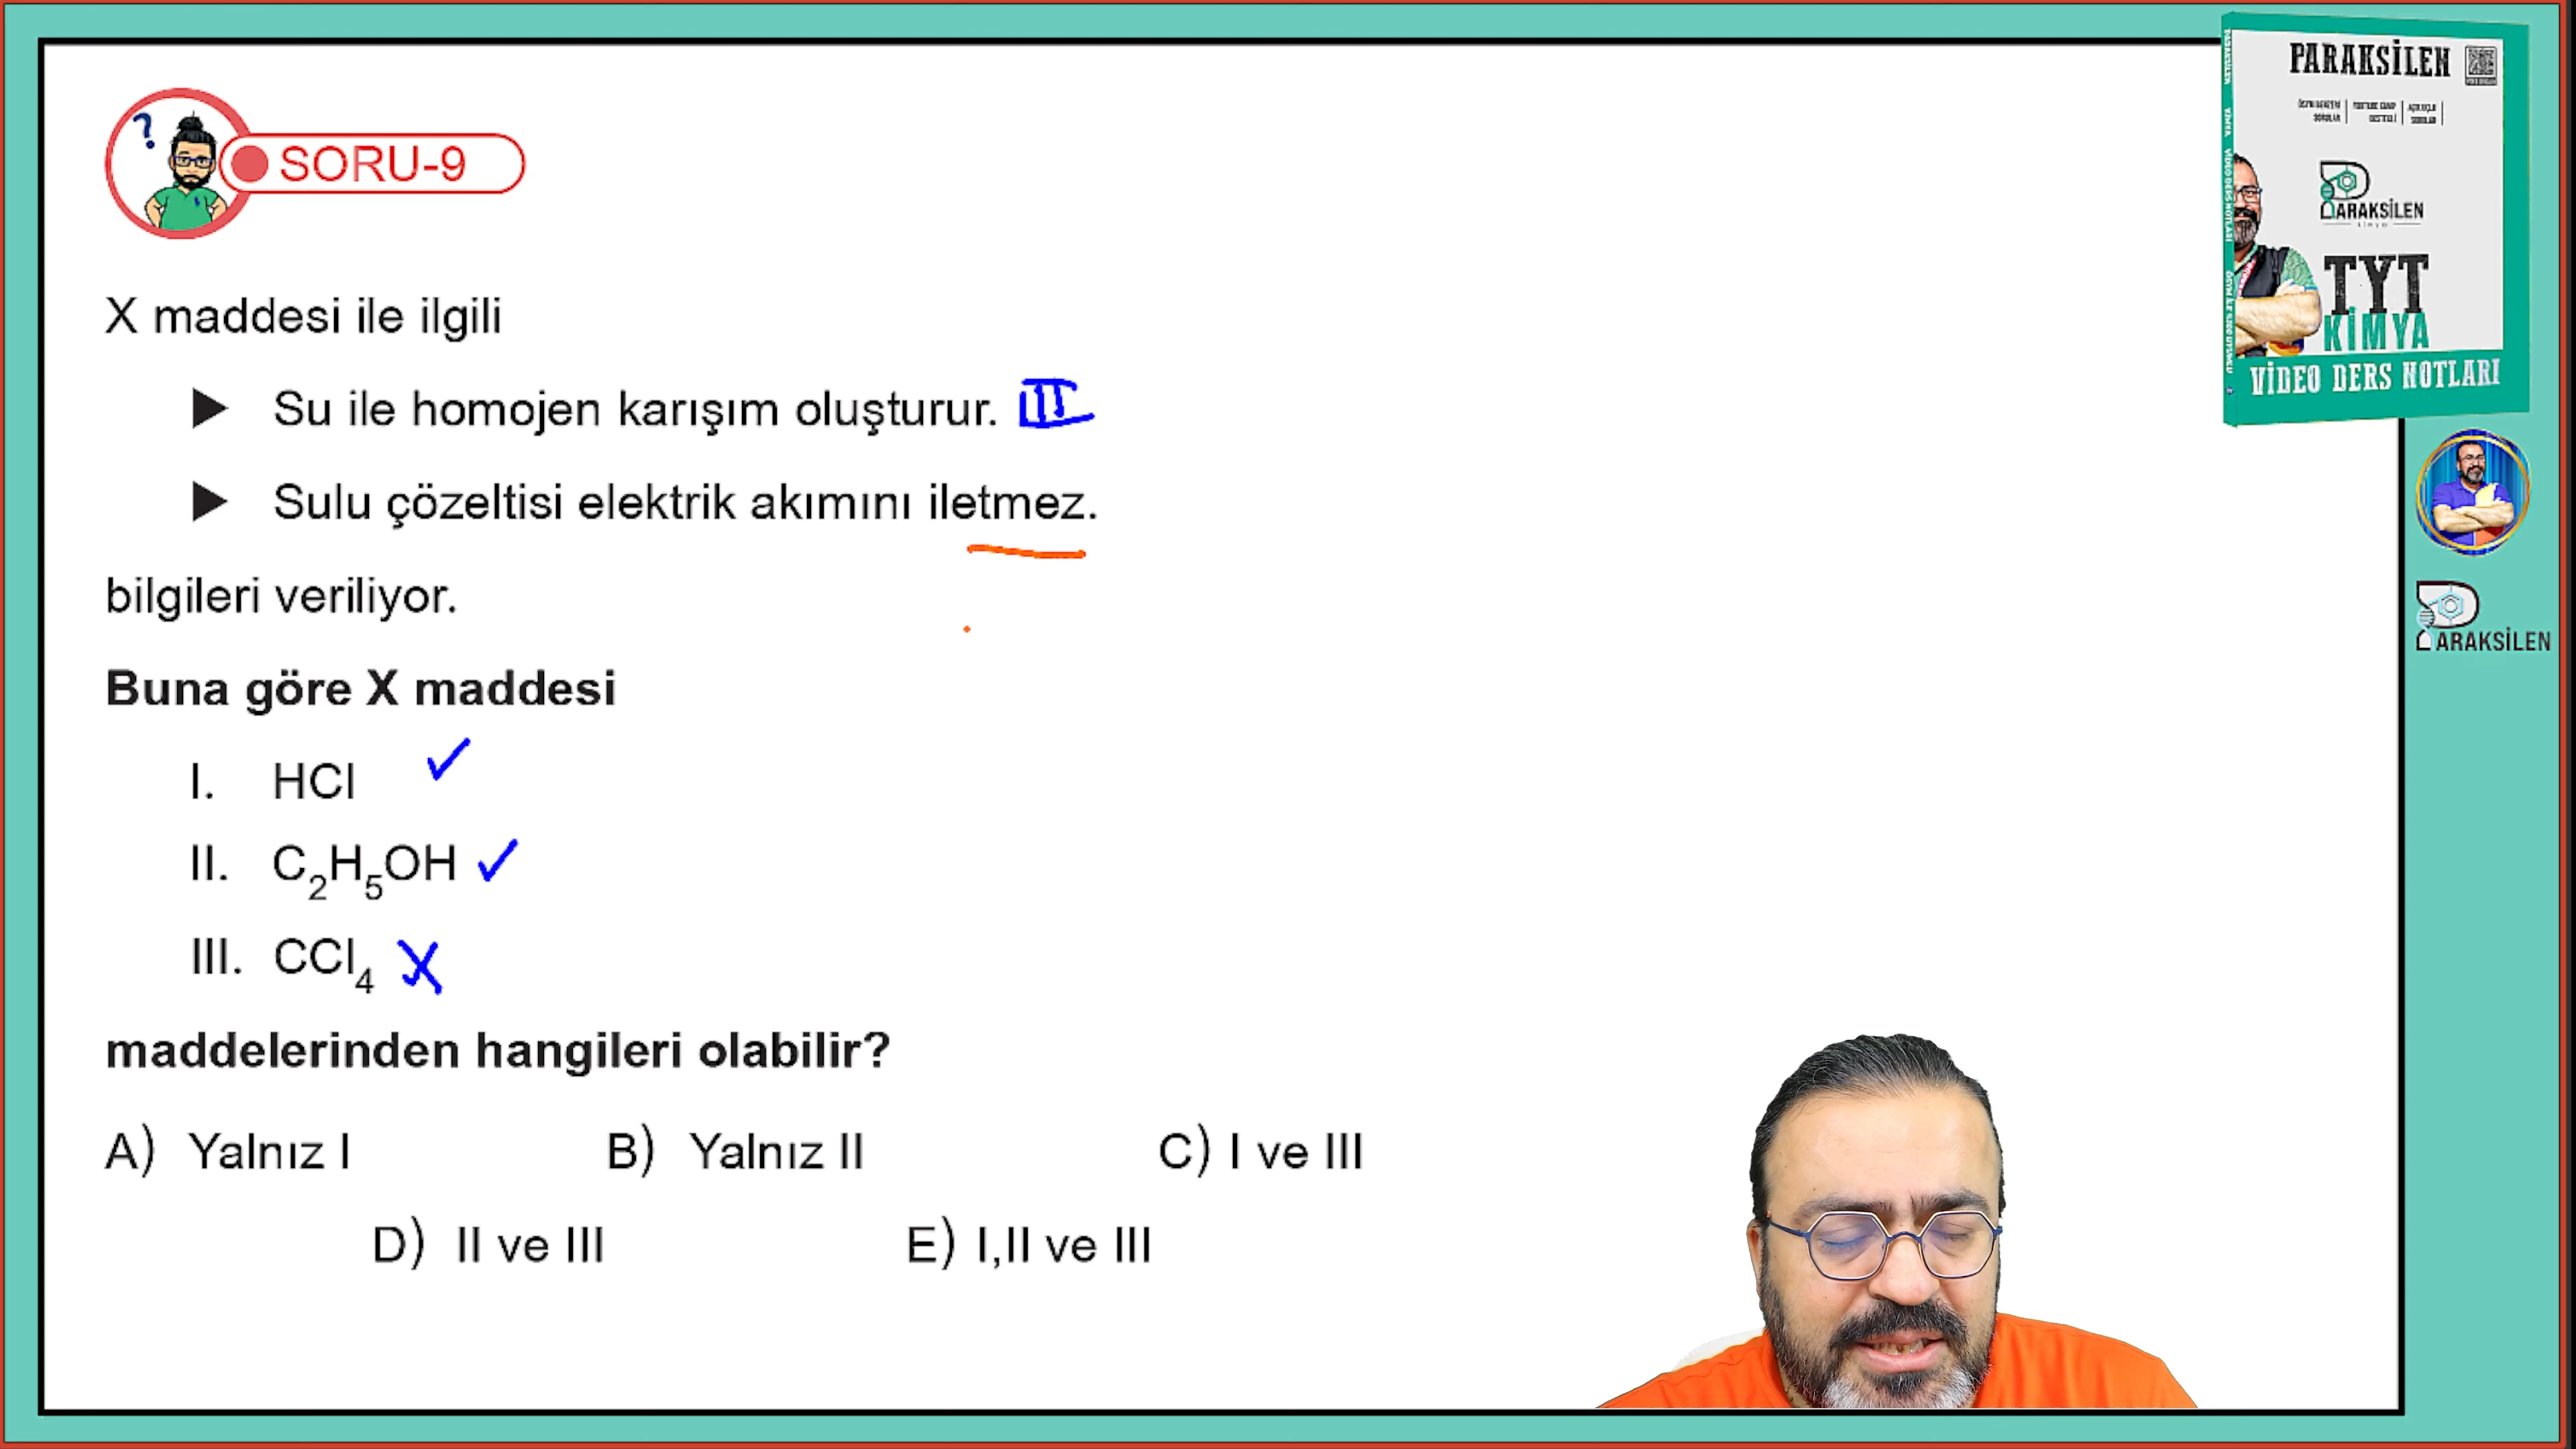 PARAKSİLEN
SORU-9
PARAKSİLEN
TYT
KİMYA
VİDEO DERS NOTLARI
X maddesi ile ilgili
▶ Su ile homojen karışım oluşturur. III
▶ Sulu çözeltisi elektrik akımını iletmez.
bilgileri veriliyor.
PARAKSİLEN
Buna göre X maddesi
I. HCl ✓
II. C₂H₅OH ✓
III. CCl₄ X
maddelerinden hangileri olabilir?
A) Yalnız I B) Yalnız II C) I ve III
D) II ve III E) I,II ve III